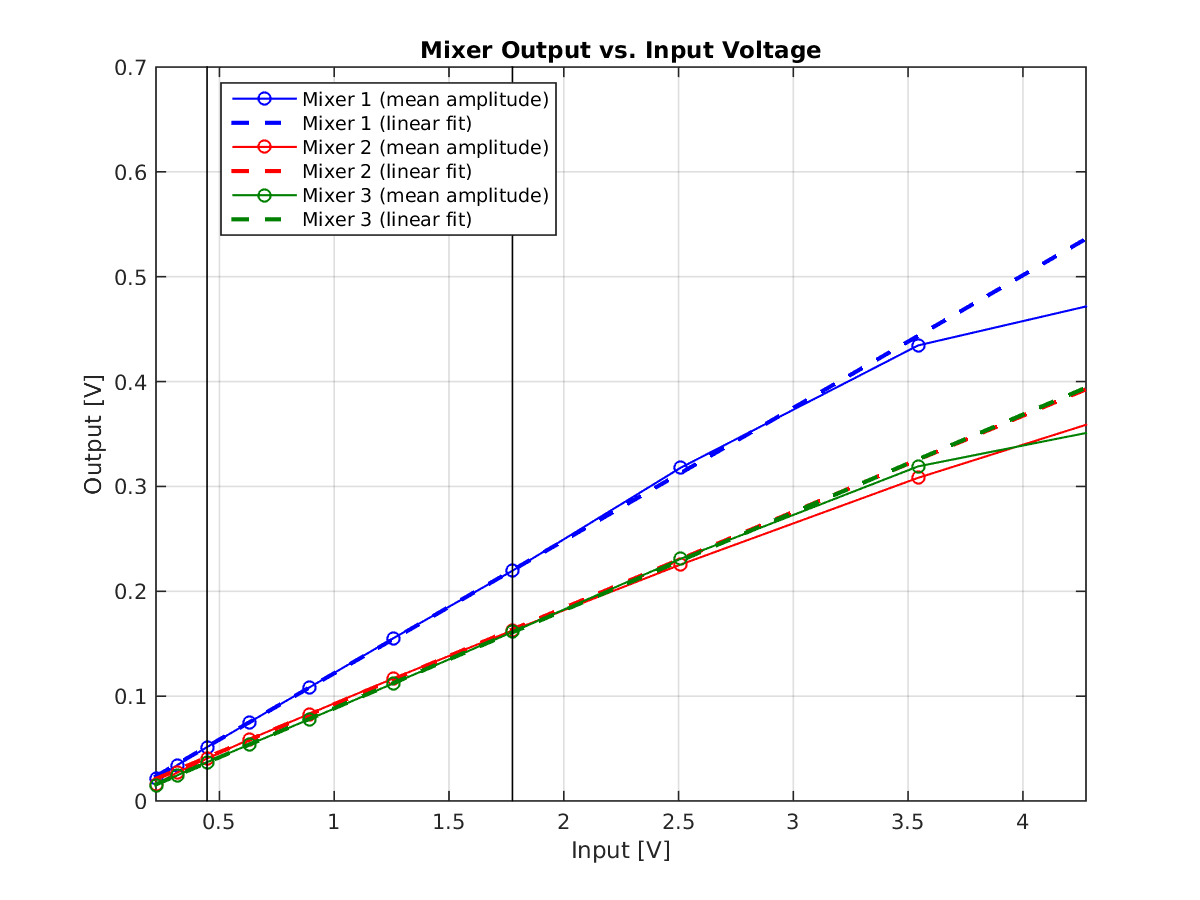 Mixer Output vs. Input Voltage
0.7
0.6
0.5
0.4
0.3
0.2
0.1
0
Output [V]
Mixer 1 (mean amplitude)
Mixer 1 (linear fit)
Mixer 2 (mean amplitude)
Mixer 2 (linear fit)
Mixer 3 (mean amplitude)
Mixer 3 (linear fit)
0.5 1 1.5 2 2.5 3 3.5 4
Input [V]